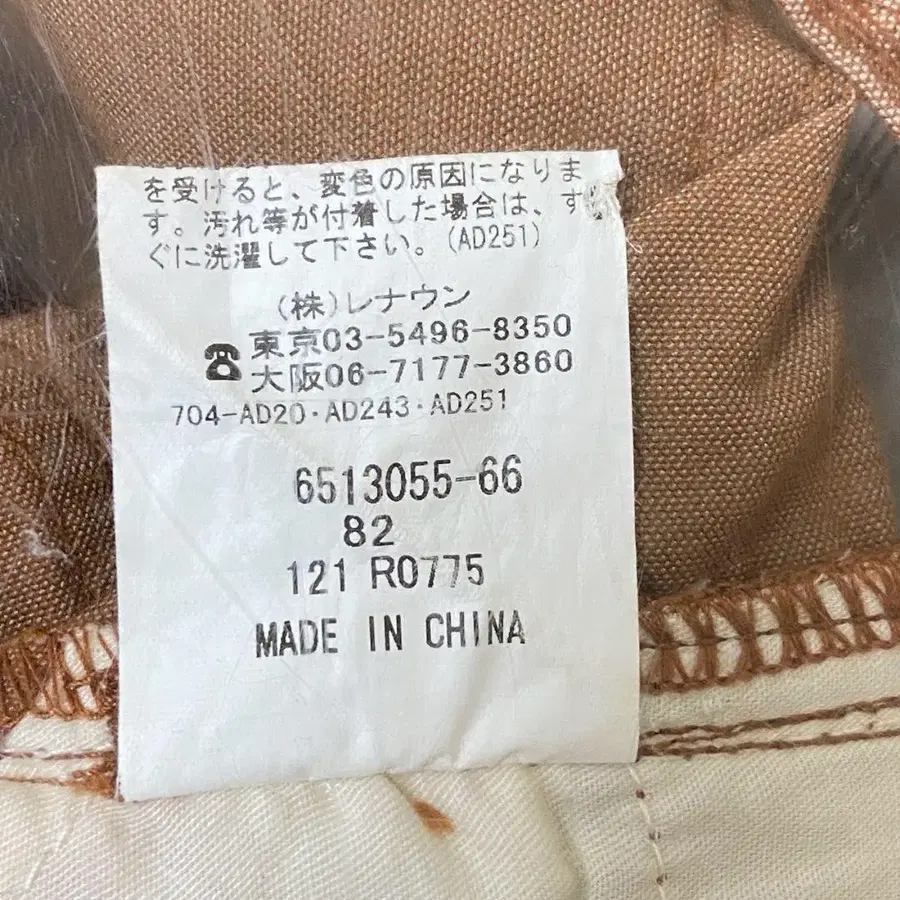 を受けると、変色の原因になりま
す。汚れ等が付着した場合は、す
ぐに洗濯して下さい。(AD251)
(株)レナウン
☎ 東京03-5496-8350
大阪06-7177-3860
704-AD20・AD243・AD251
6513055-66
82
121 R0775
MADE IN CHINA